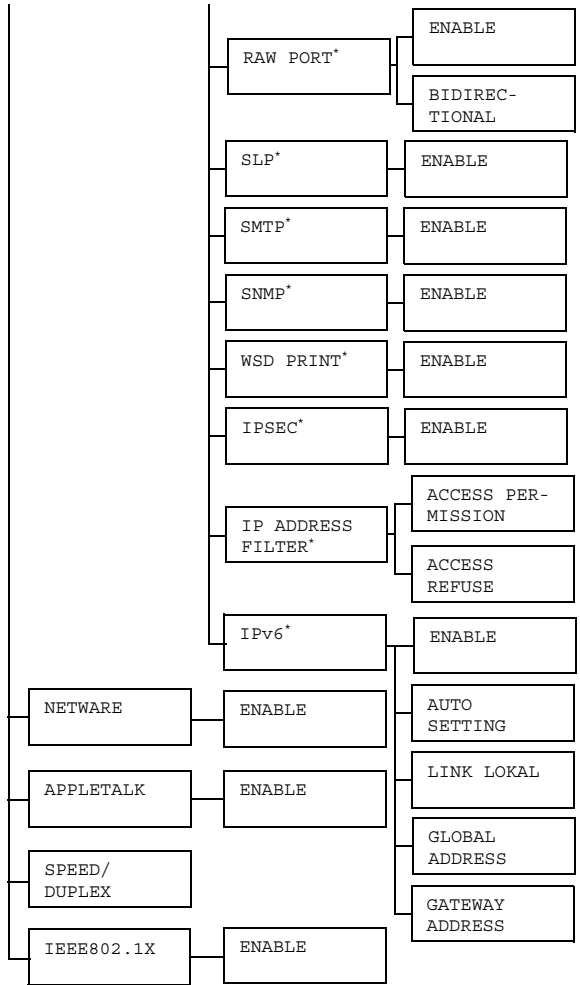 RAW PORT*
ENABLE
BIDIREC-
TIONAL
SLP*
ENABLE
SMTP*
ENABLE
SNMP*
ENABLE
WSD PRINT*
ENABLE
IPSEC*
ENABLE
IP ADDRESS
FILTER*
ACCESS PER-
MISSION
ACCESS
REFUSE
IPv6*
ENABLE
AUTO
SETTING
LINK LOKAL
GLOBAL
ADDRESS
GATEWAY
ADDRESS
NETWARE
ENABLE
APPLETALK
ENABLE
SPEED/
DUPLEX
IEEE802.1X
ENABLE